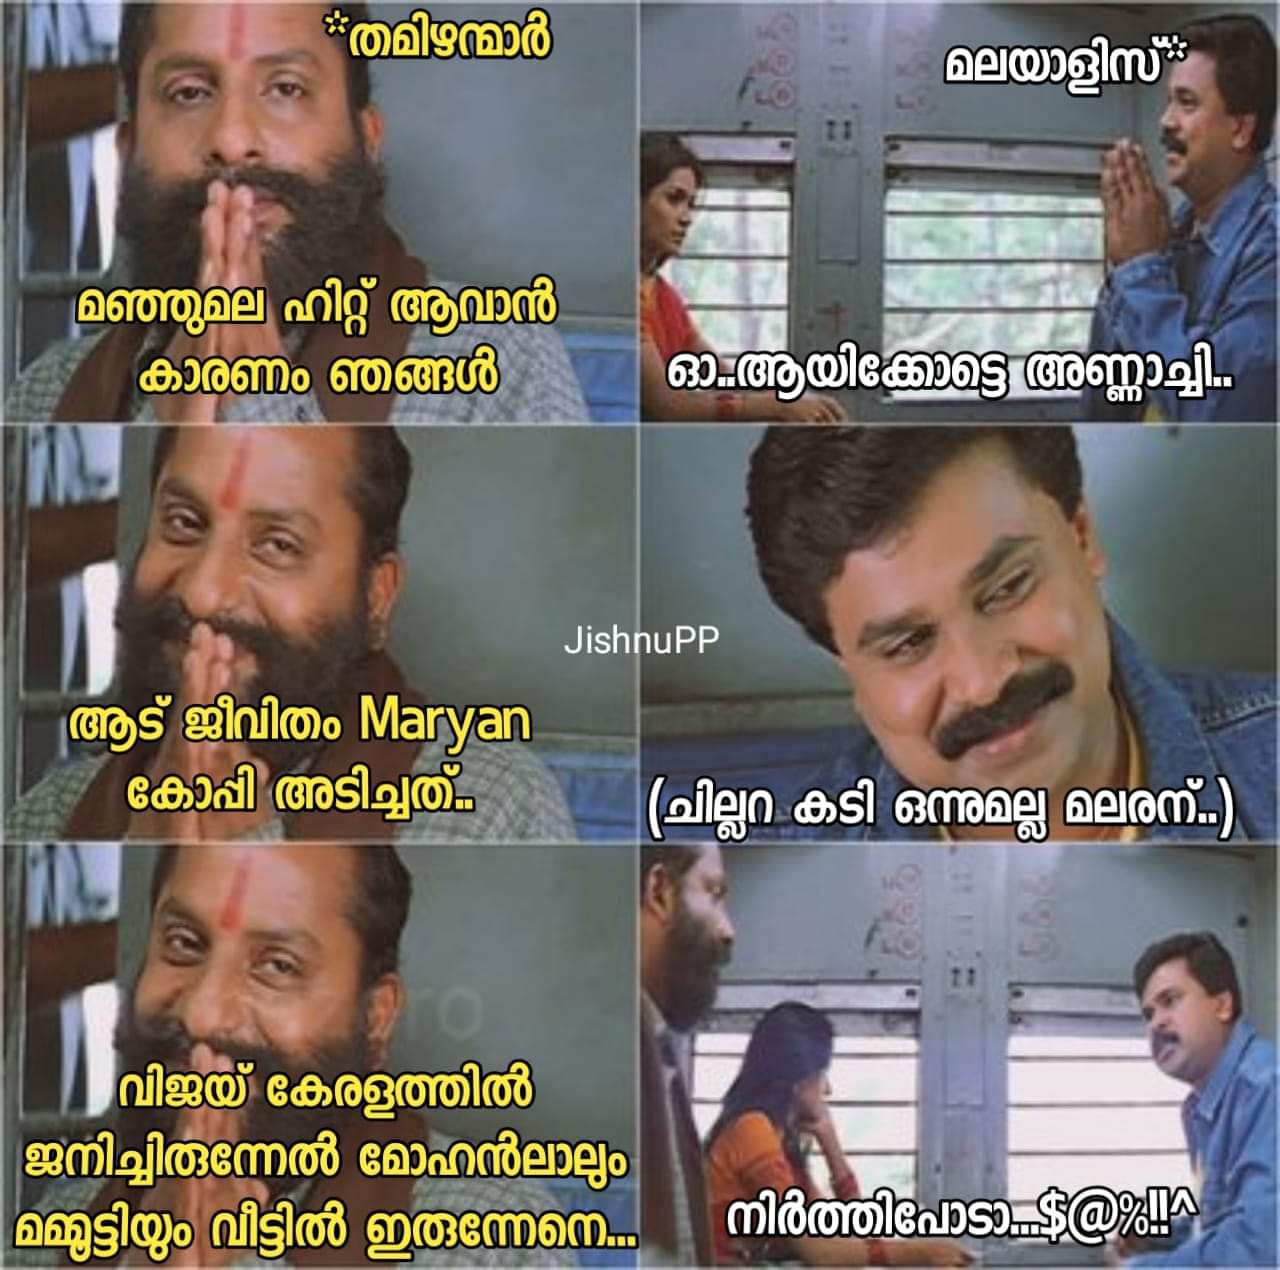 *തമിഴന്മാർ
മഞ്ഞുമല ഹിറ്റ് ആവാൻ
കാരണം ഞങ്ങൾ
മലയാളിസ്*
ഓ..ആയിക്കോട്ടെ അണ്ണാച്ചി..
ആട് ജീവിതം Maryan
കോപ്പി അടിച്ചത്..
JishnuPP
(ചില്ലറ കടി ഒന്നുമല്ല മലരന്..)
വിജയ് കേരളത്തിൽ
ജനിച്ചിരുന്നേൽ മോഹൻലാലും
മമ്മൂട്ടിയും വീട്ടിൽ ഇരുന്നേനെ...
നിർത്തിപോടാ...$@%!!^